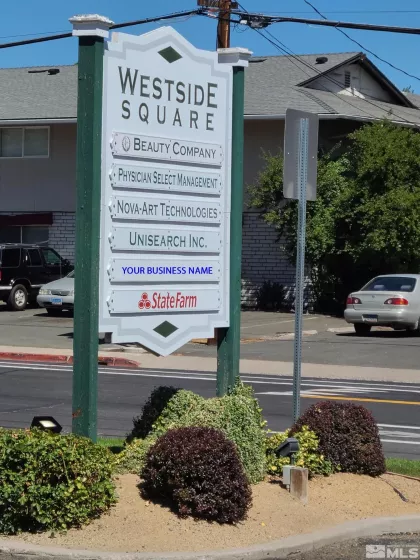 WESTSIDE
SQUARE
BEAUTY COMPANY
PHYSICIAN SELECT MANAGEMENT
NOVA-ART TECHNOLOGIES
UNISEARCH INC.
YOUR BUSINESS NAME
StateFarm
MLS